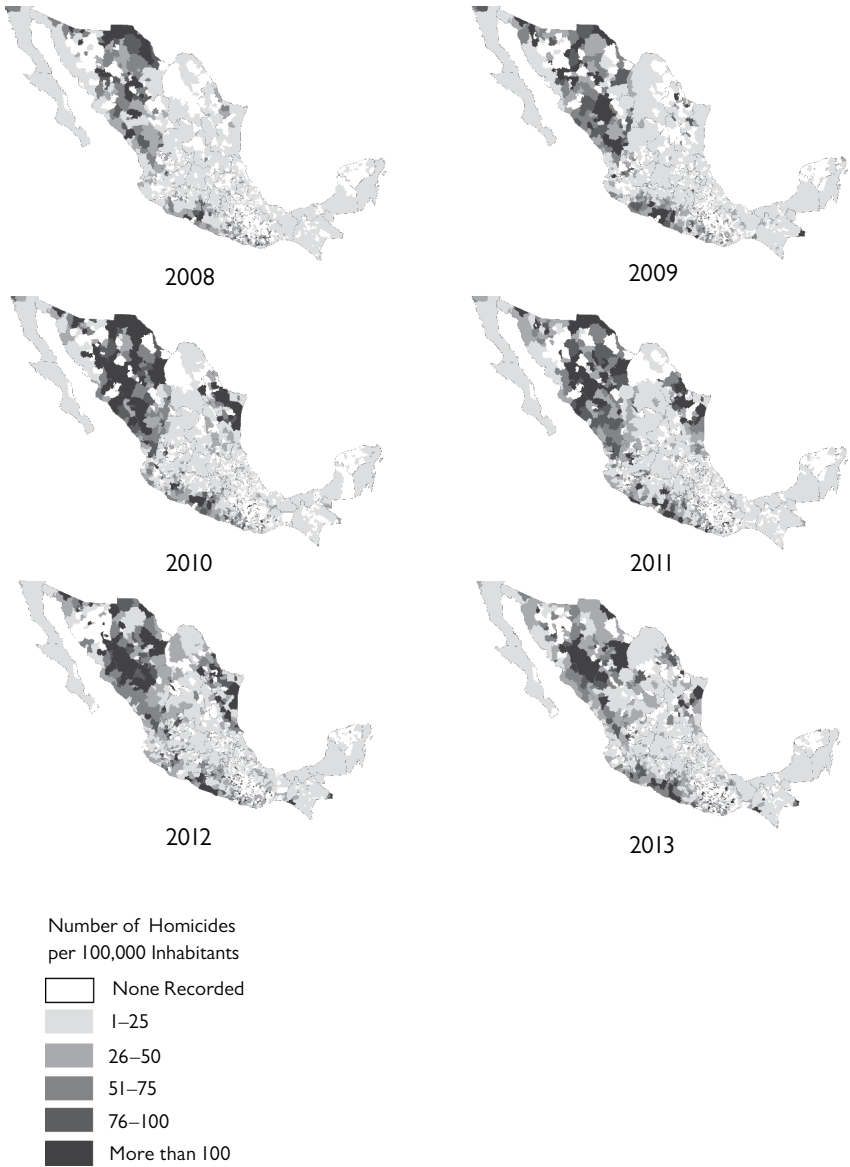 2008
2009
2010
2011
2012
2013
Number of Homicides
per 100,000 Inhabitants
None Recorded
1–25
26–50
51–75
76–100
More than 100